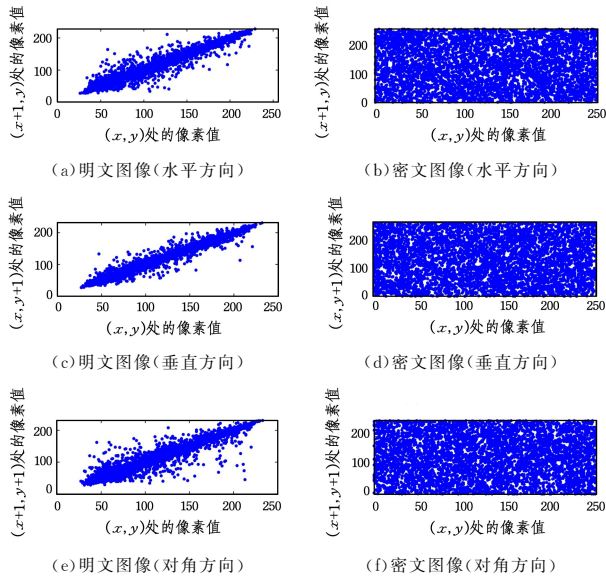 (x+1,y)处的像素值
200
100
0
0 50 100 150 200 250
(x,y)处的像素值
(a)明文图像(水平方向)
(x+1,y)处的像素值
200
100
0
0 50 100 150 200 250
(x,y)处的像素值
(b)密文图像(水平方向)
(x,y+1)处的像素值
200
100
0
0 50 100 150 200 250
(x,y)处的像素值
(c)明文图像(垂直方向)
(x,y+1)处的像素值
200
100
0
0 50 100 150 200 250
(x,y)处的像素值
(d)密文图像(垂直方向)
(x+1,y+1)处的像素值
200
100
0
0 50 100 150 200 250
(x,y)处的像素值
(e)明文图像(对角方向)
(x+1,y+1)处的像素值
200
100
0
0 50 100 150 200 250
(x,y)处的像素值
(f)密文图像(对角方向)